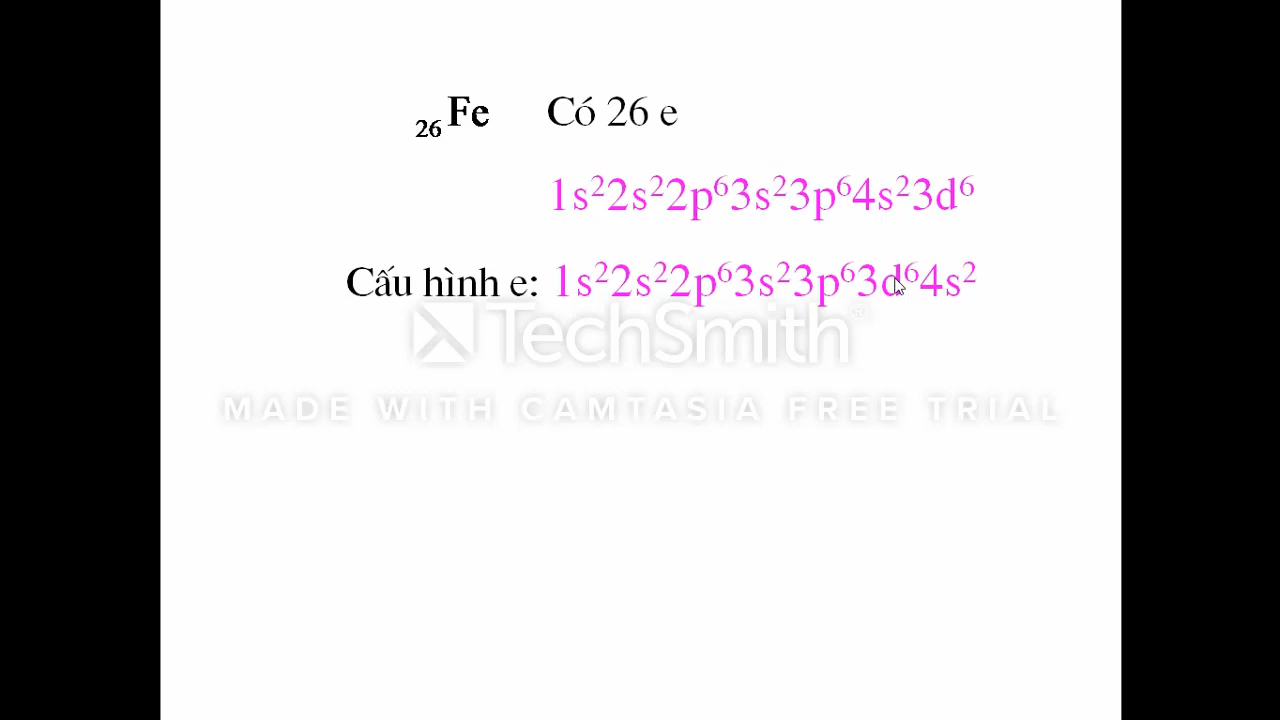 ₂₆Fe Có 26 e
1s²2s²2p⁶3s²3p⁶4s²3d⁶
Cấu hình e: 1s²2s²2p⁶3s²3p⁶3d⁶4s²
TechSmith®
MADE WITH CAMTASIA FREE TRIAL